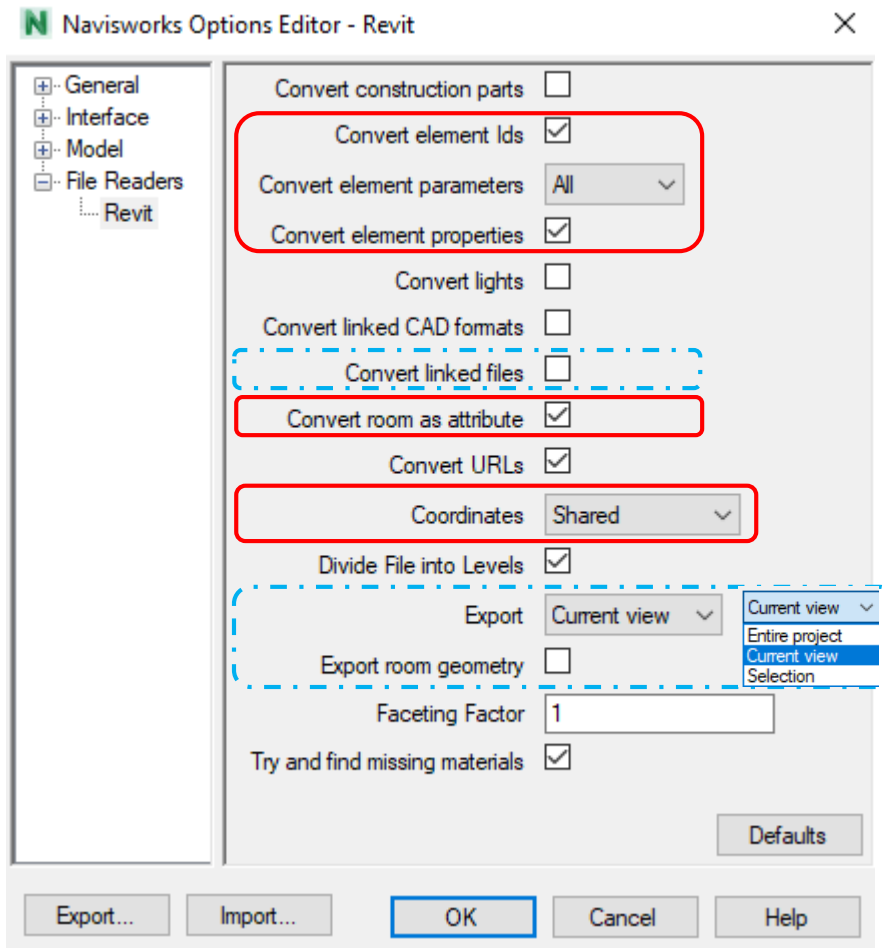 N Navisworks Options Editor - Revit
General
Interface
Model
File Readers
Revit
Convert construction parts
Convert element Ids
Convert element parameters All
Convert element properties
Convert lights
Convert linked CAD formats
Convert linked files
Convert room as attribute
Convert URLs
Coordinates Shared
Divide File into Levels
Export Current view
Current view
Entire project
Current view
Selection
Export room geometry
Faceting Factor 1
Try and find missing materials
Defaults
Export... Import... OK Cancel Help